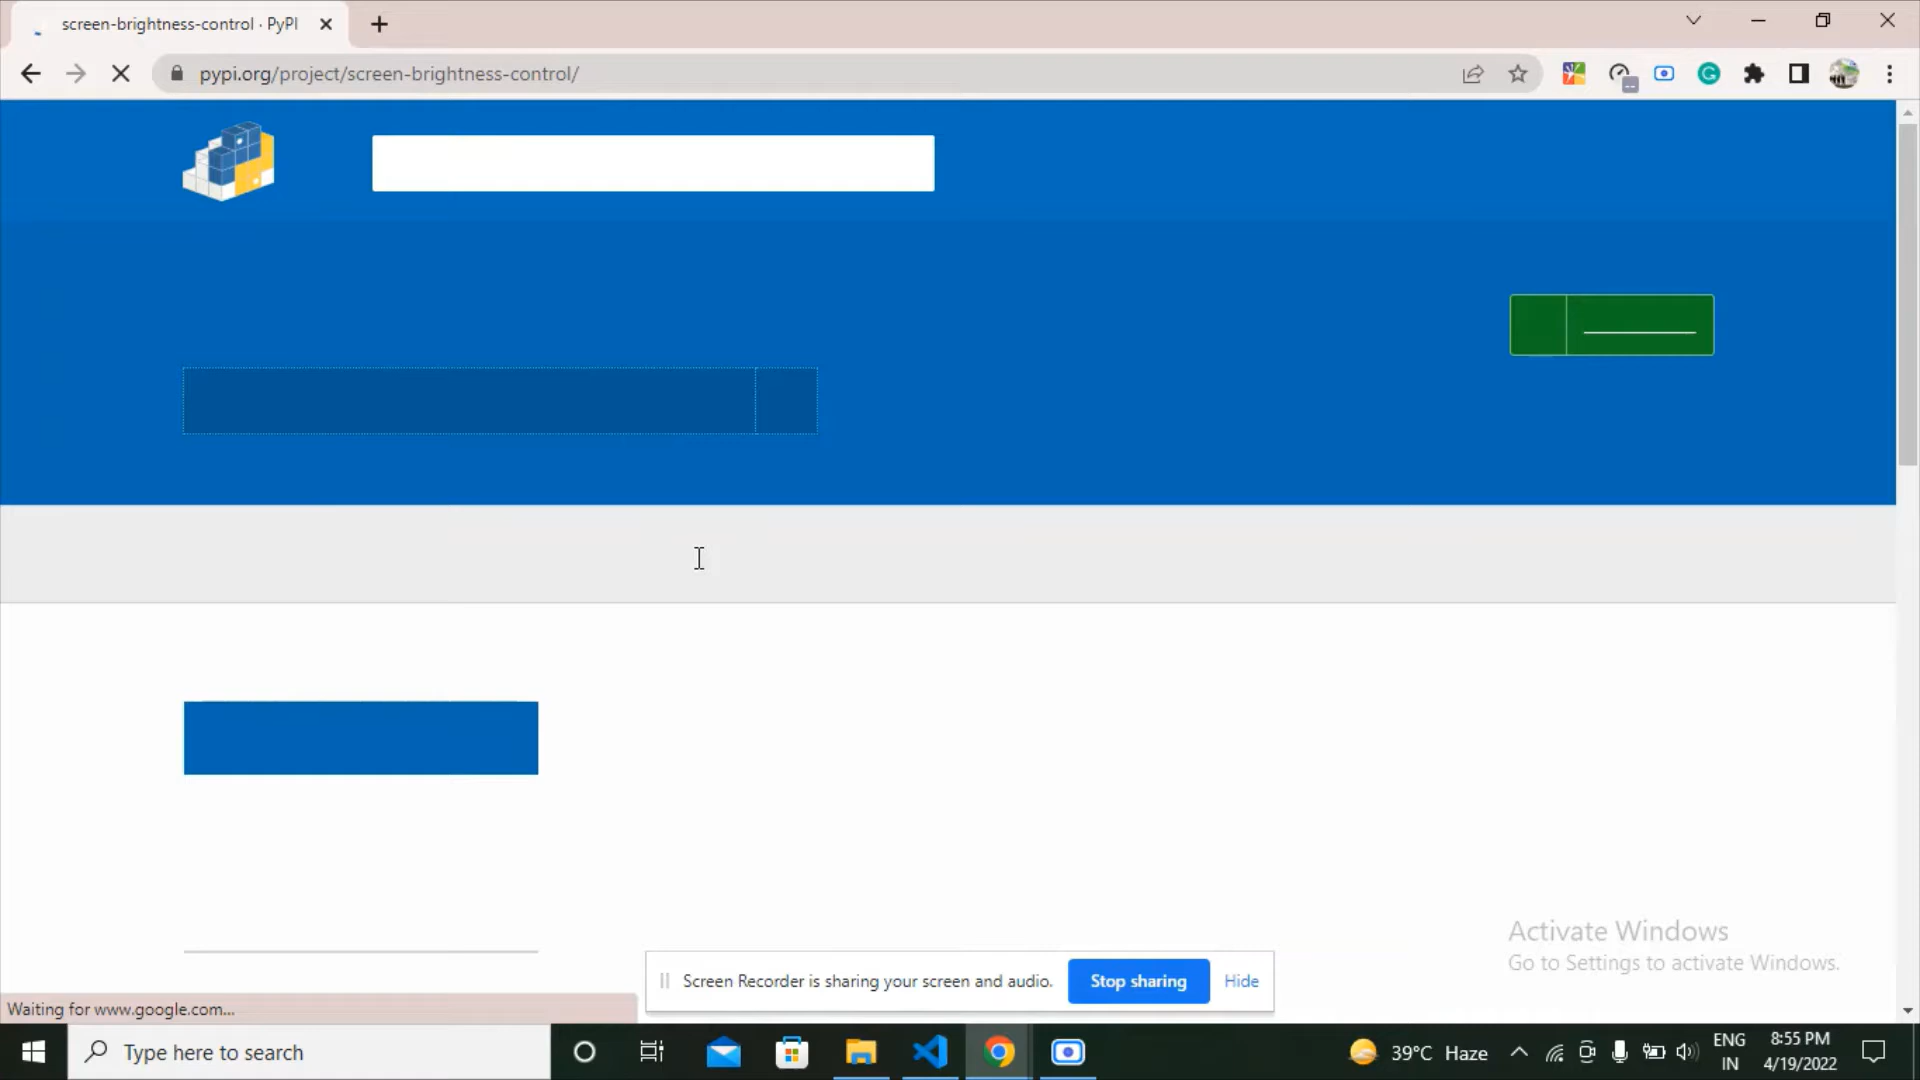 screen-brightness-control · PyPI
pypi.org/project/screen-brightness-control/
Activate Windows
Go to Settings to activate Windows.
Screen Recorder is sharing your screen and audio.
Stop sharing
Hide
Waiting for www.google.com...
Type here to search
39°C Haze
ENG
IN
8:55 PM
4/19/2022